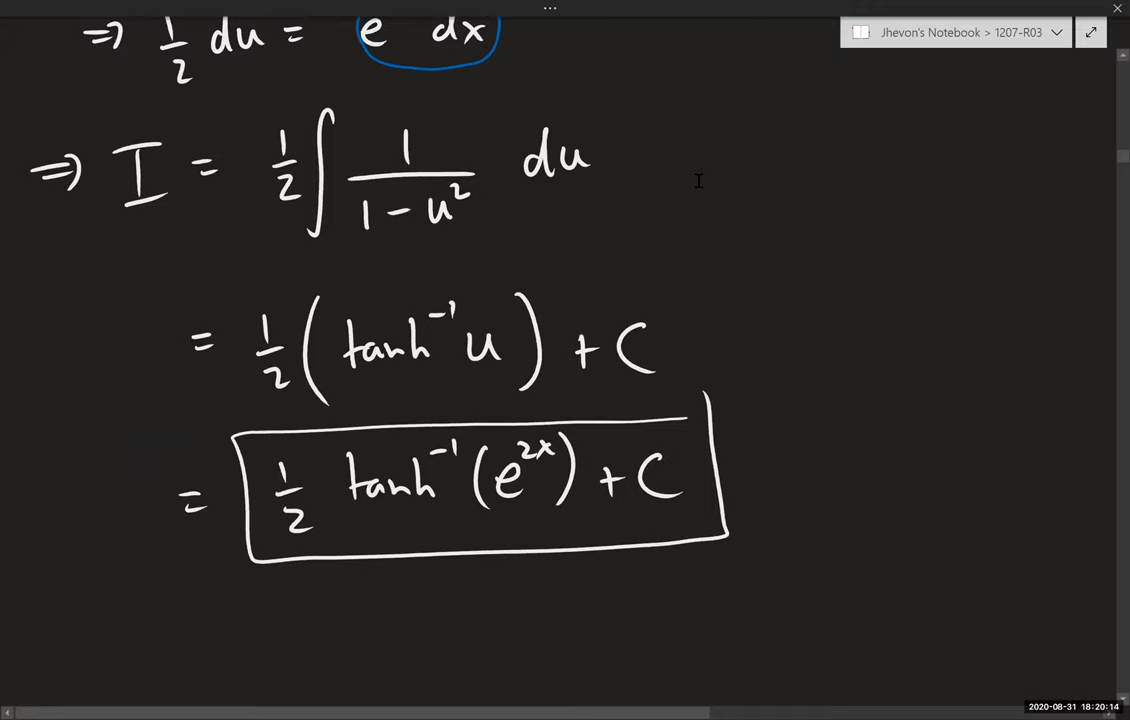 ...
Jhevon's Notebook > 1207-R03
⇒ 1/2 du = e dx
⇒ I = 1/2 ∫ 1/(1 - u²) du
= 1/2 ( tanh⁻¹ u ) + C
= 1/2 tanh⁻¹ (e²ˣ) + C
2020-08-31 18:20:14